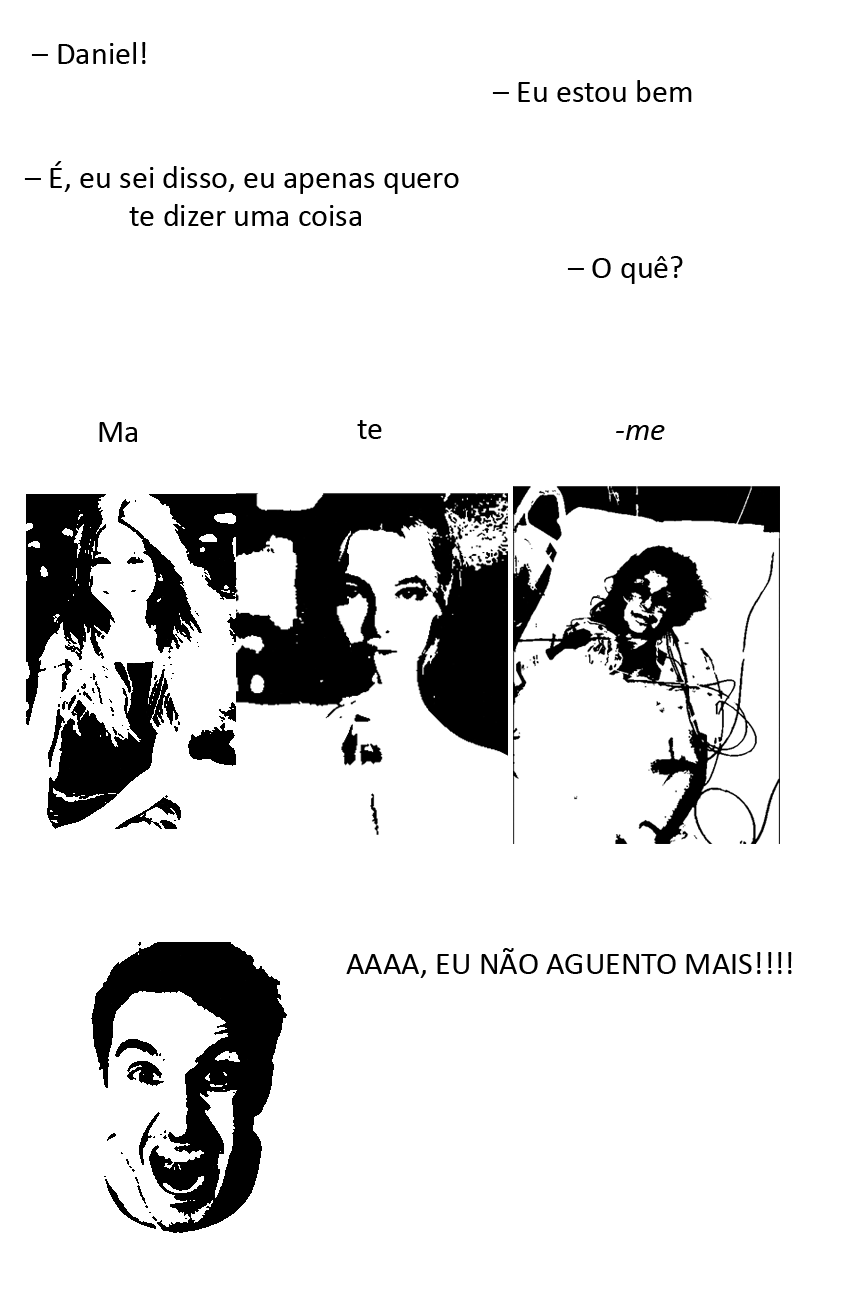 – Daniel!
– Eu estou bem
– É, eu sei disso, eu apenas quero
te dizer uma coisa
– O quê?
Ma te -me
AAAA, EU NÃO AGUENTO MAIS!!!!